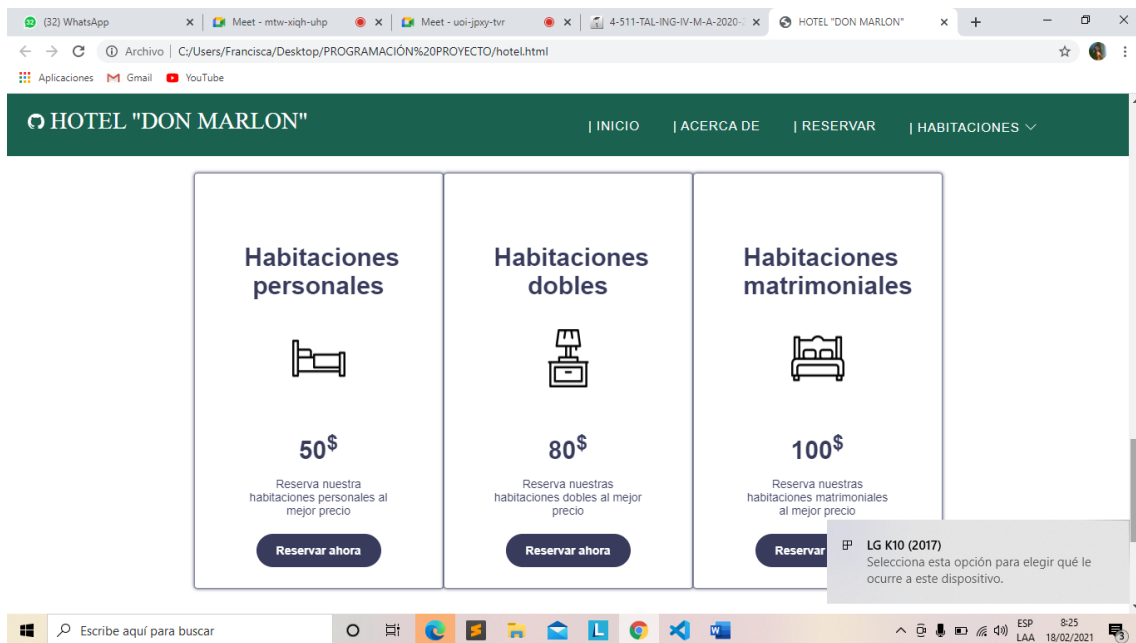 (32) WhatsApp
Meet - mtw-xiqh-uhp
Meet - uoi-jpxy-tvr
4-511-TAL-ING-IV-M-A-2020-
HOTEL "DON MARLON"
Archivo | C:/Users/Francisca/Desktop/PROGRAMACIÓN%20PROYECTO/hotel.html
Aplicaciones Gmail YouTube
HOTEL "DON MARLON"
| INICIO | ACERCA DE | RESERVAR | HABITACIONES
Habitaciones
personales
50$
Reserva nuestra
habitaciones personales al
mejor precio
Reservar ahora
Habitaciones
dobles
80$
Reserva nuestras
habitaciones dobles al mejor
precio
Reservar ahora
Habitaciones
matrimoniales
100$
Reserva nuestras
habitaciones matrimoniales
al mejor precio
Reservar
LG K10 (2017)
Selecciona esta opción para elegir qué le
ocurre a este dispositivo.
Escribe aquí para buscar
ESP
LAA
8:25
18/02/2021